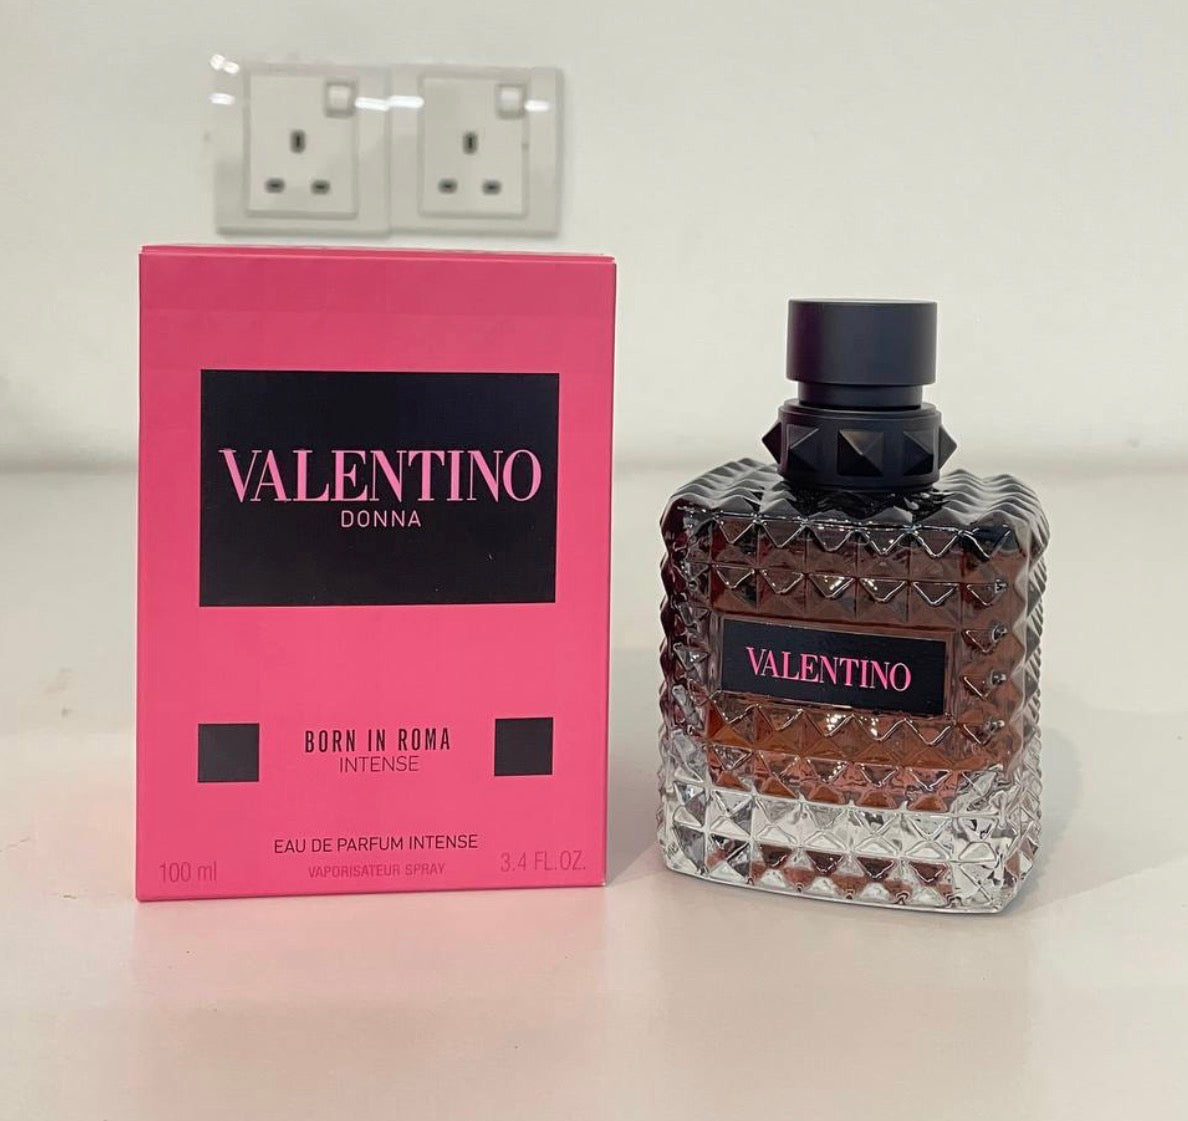 VALENTINO
DONNA
BORN IN ROMA
INTENSE
EAU DE PARFUM INTENSE
100 ml
VAPORISATEUR SPRAY
3.4 FL.OZ.
VALENTINO